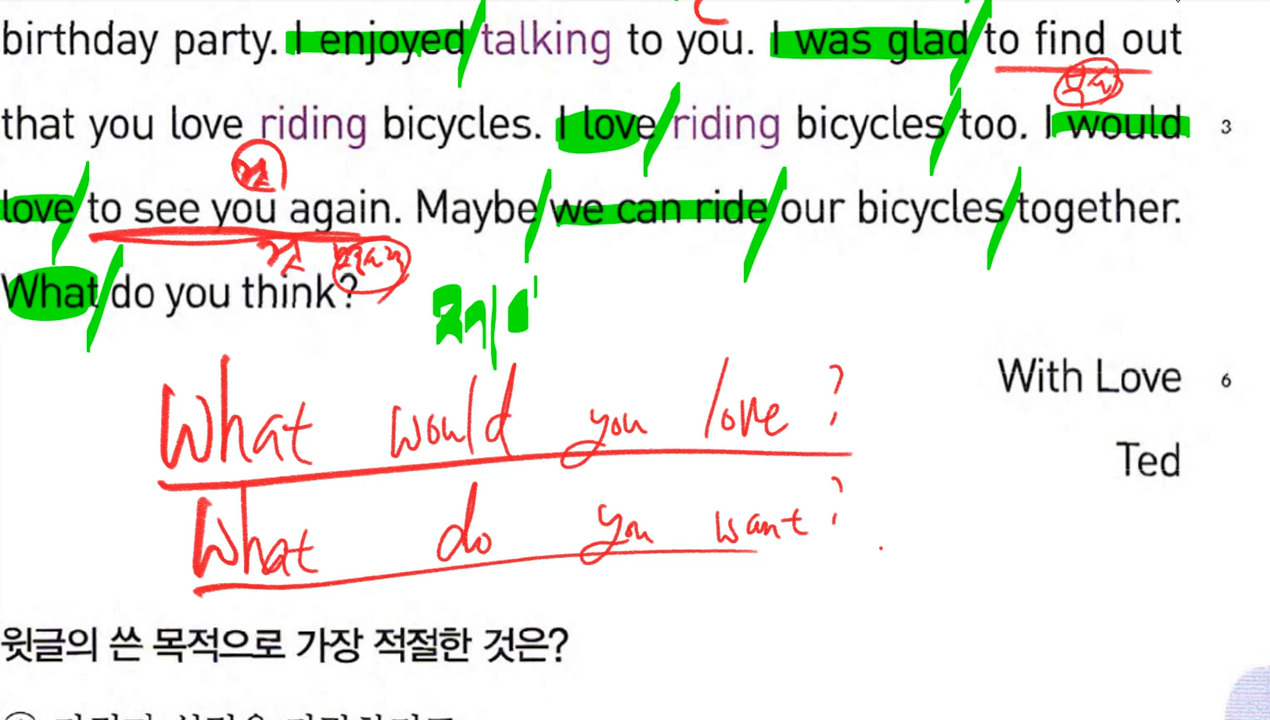 birthday party. I enjoyed talking to you. I was glad to find out
that you love riding bicycles. I love riding bicycles too. I would
3
love to see you again. Maybe we can ride our bicycles together.
What do you think?
What would you love?
With Love
6
What do you want?
Ted
윗글의 쓴 목적으로 가장 적절한 것은?